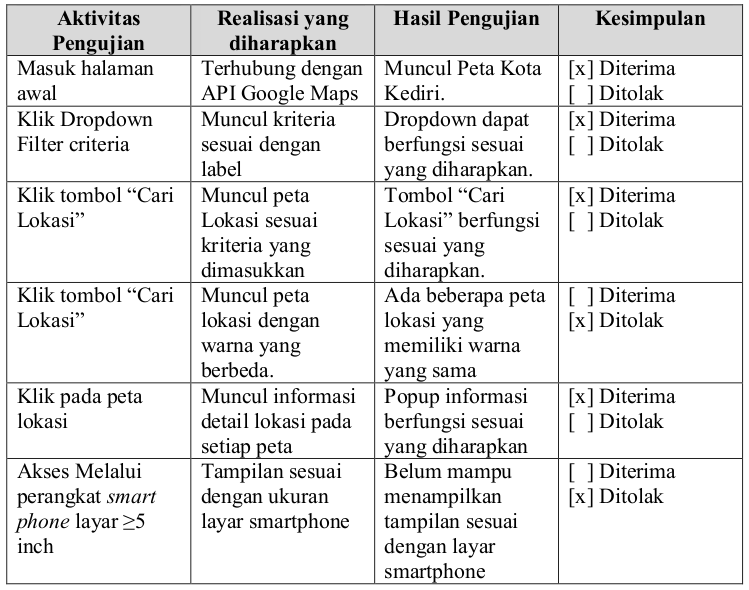 Aktivitas Pengujian
Realisasi yang diharapkan
Hasil Pengujian
Kesimpulan
Masuk halaman
awal
Terhubung dengan
API Google Maps
Muncul Peta Kota
Kediri.
[x] Diterima
[ ] Ditolak
Klik Dropdown
Filter criteria
Muncul kriteria
sesuai dengan
label
Dropdown dapat
berfungsi sesuai
yang diharapkan.
[x] Diterima
[ ] Ditolak
Klik tombol “Cari
Lokasi”
Muncul peta
Lokasi sesuai
kriteria yang
dimasukkan
Tombol “Cari
Lokasi” berfungsi
sesuai yang
diharapkan.
[x] Diterima
[ ] Ditolak
Klik tombol “Cari
Lokasi”
Muncul peta
lokasi dengan
warna yang
berbeda.
Ada beberapa peta
lokasi yang
memiliki warna
yang sama
[ ] Diterima
[x] Ditolak
Klik pada peta
lokasi
Muncul informasi
detail lokasi pada
setiap peta
Popup informasi
berfungsi sesuai
yang diharapkan
[x] Diterima
[ ] Ditolak
Akses Melalui
perangkat smart
phone layar ≥5
inch
Tampilan sesuai
dengan ukuran
layar smartphone
Belum mampu
menampilkan
tampilan sesuai
dengan layar
smartphone
[ ] Diterima
[x] Ditolak